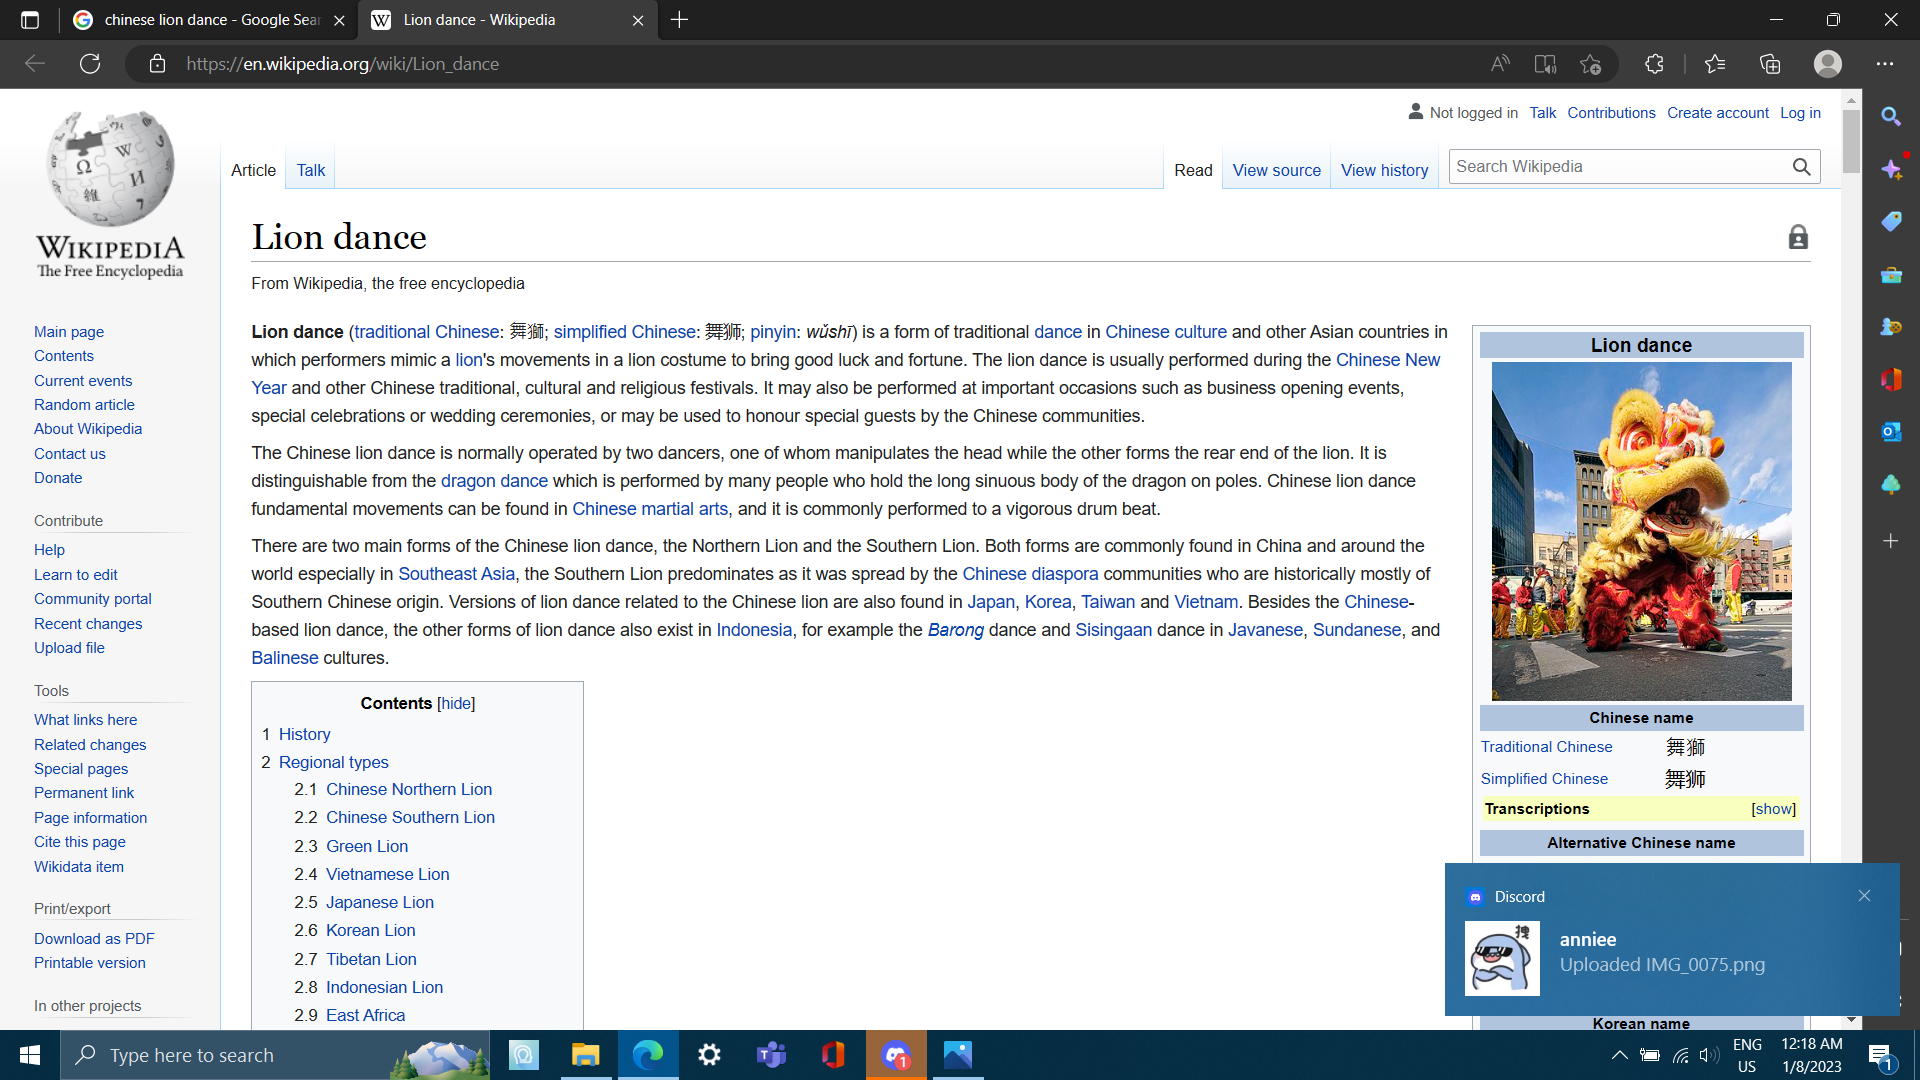 chinese lion dance - Google Sear
Lion dance - Wikipedia
https://en.wikipedia.org/wiki/Lion_dance
Not logged in Talk Contributions Create account Log in
Article Talk Read View source View history Search Wikipedia
WIKIPEDIA
The Free Encyclopedia
Lion dance
From Wikipedia, the free encyclopedia
Main page
Contents
Current events
Random article
About Wikipedia
Contact us
Donate
Contribute
Help
Learn to edit
Community portal
Recent changes
Upload file
Tools
What links here
Related changes
Special pages
Permanent link
Page information
Cite this page
Wikidata item
Print/export
Download as PDF
Printable version
In other projects
Lion dance (traditional Chinese: 舞獅; simplified Chinese: 舞狮; pinyin: wǔshī) is a form of traditional dance in Chinese culture and other Asian countries in
which performers mimic a lion's movements in a lion costume to bring good luck and fortune. The lion dance is usually performed during the Chinese New
Year and other Chinese traditional, cultural and religious festivals. It may also be performed at important occasions such as business opening events,
special celebrations or wedding ceremonies, or may be used to honour special guests by the Chinese communities.
The Chinese lion dance is normally operated by two dancers, one of whom manipulates the head while the other forms the rear end of the lion. It is
distinguishable from the dragon dance which is performed by many people who hold the long sinuous body of the dragon on poles. Chinese lion dance
fundamental movements can be found in Chinese martial arts, and it is commonly performed to a vigorous drum beat.
There are two main forms of the Chinese lion dance, the Northern Lion and the Southern Lion. Both forms are commonly found in China and around the
world especially in Southeast Asia, the Southern Lion predominates as it was spread by the Chinese diaspora communities who are historically mostly of
Southern Chinese origin. Versions of lion dance related to the Chinese lion are also found in Japan, Korea, Taiwan and Vietnam. Besides the Chinese-
based lion dance, the other forms of lion dance also exist in Indonesia, for example the Barong dance and Sisingaan dance in Javanese, Sundanese, and
Balinese cultures.
Contents [hide]
1 History
2 Regional types
2.1 Chinese Northern Lion
2.2 Chinese Southern Lion
2.3 Green Lion
2.4 Vietnamese Lion
2.5 Japanese Lion
2.6 Korean Lion
2.7 Tibetan Lion
2.8 Indonesian Lion
2.9 East Africa
Lion dance
Chinese name
Traditional Chinese 舞獅
Simplified Chinese 舞狮
Transcriptions [show]
Alternative Chinese name
Discord
拽
anniee
Uploaded IMG_0075.png
Korean name
Type here to search
1
ENG
US
12:18 AM
1/8/2023
1